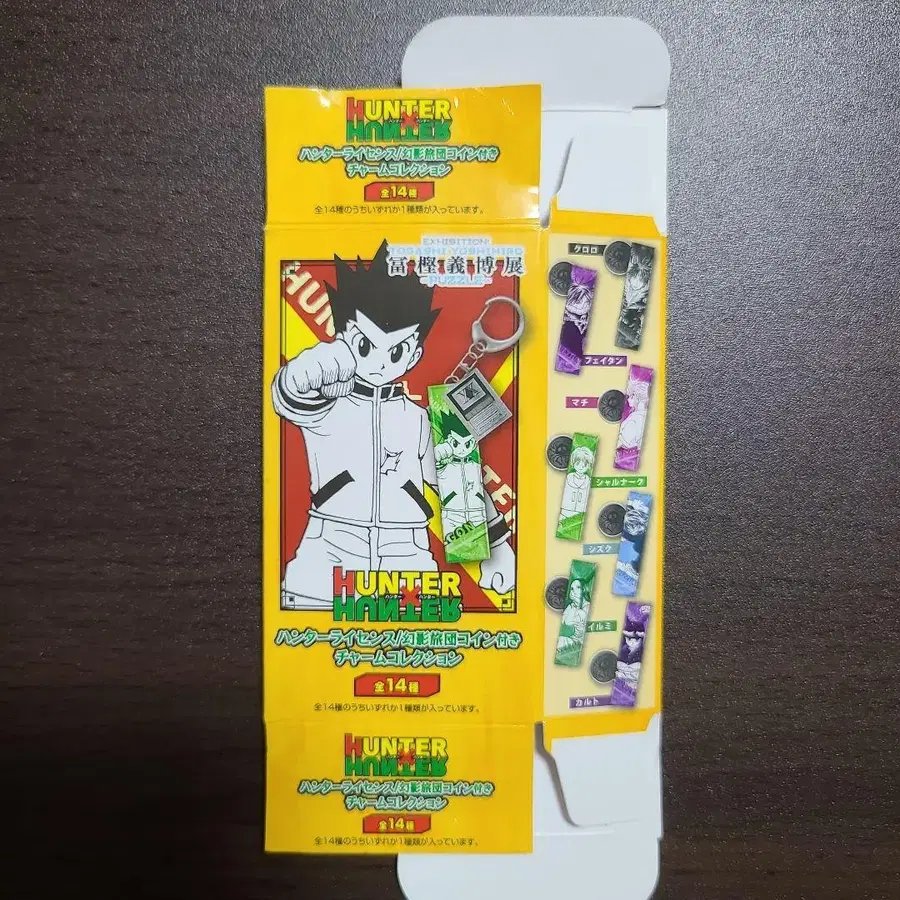 HUNTER
HUNTER
ハンターライセンス/幻影旅団コイン付き
チャームコレクション
全14種
全14種のうちいずれか1種類が入っています。
EXHIBITION:
TOGASHI YOSHIHIRO
冨樫義博展
-PUZZLE-
HUN
GON
HUNTER
ハンター ハンター
HUNTER
ハンターライセンス/幻影旅団コイン付き
チャームコレクション
全14種
全14種のうちいずれか1種類が入っています。
HUNTER
HUNTER
ハンターライセンス/幻影旅団コイン付き
チャームコレクション
全14種
全14種のうちいずれか1種類が入っています。
クロロ
フェイタン
マチ
シャルナーク
シズク
イルミ
カルト